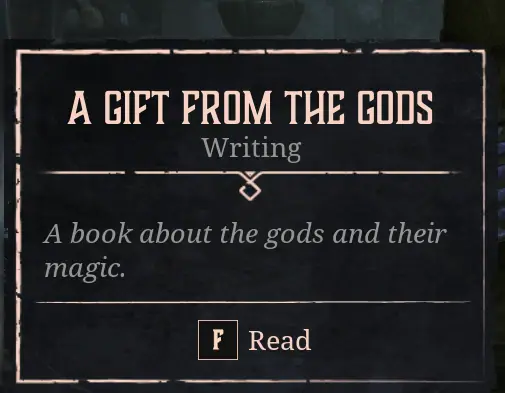 A GIFT FROM THE GODS
Writing
A book about the gods and their
magic.
F Read